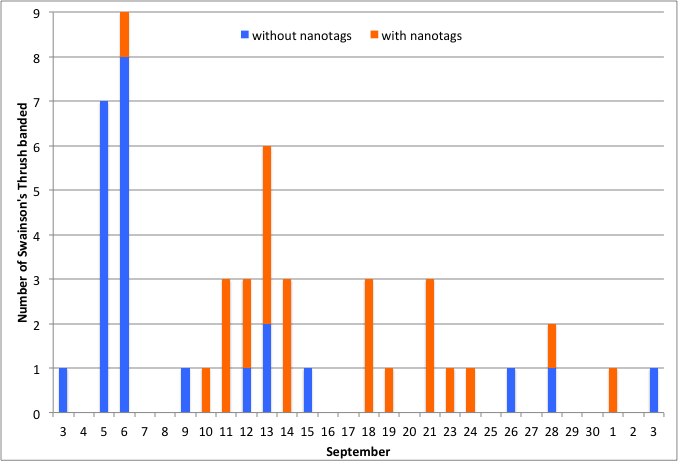 9
without nanotags with nanotags
8
7
6
5
4
3
2
1
0
Number of Swainson's Thrush banded
3 4 5 6 7 8 9 10 11 12 13 14 15 16 17 18 19 20 21 23 24 25 26 27 28 29 30 1 2 3
September